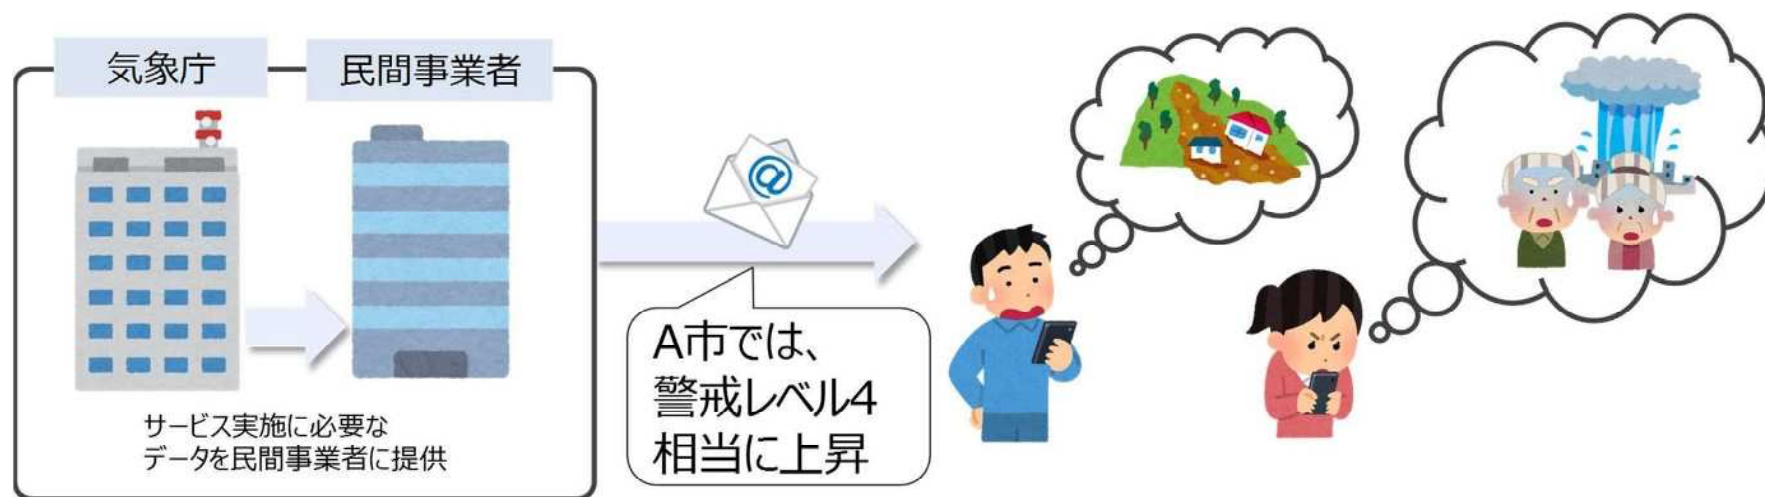 気象庁
民間事業者
サービス実施に必要な
データを民間事業者に提供
@
A市では、
警戒レベル4
相当に上昇